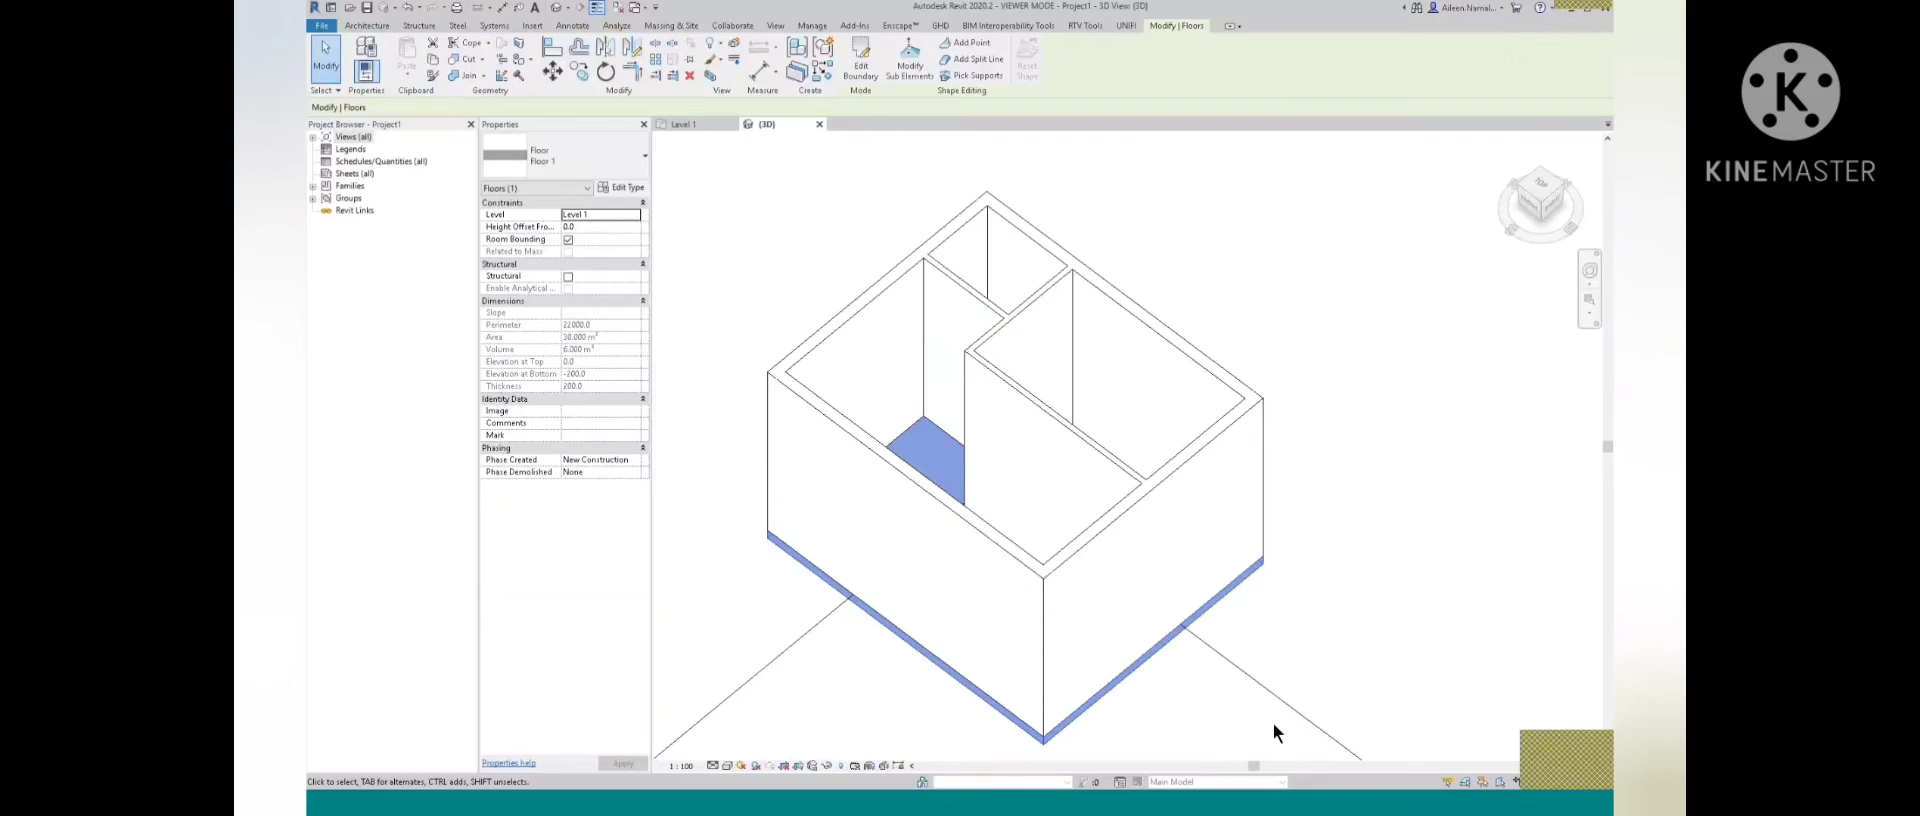 Autodesk Revit 2020.2 - VIEWER MODE - Project1 - 3D View: {3D}
Aileen.Namal...
File Architecture Structure Steel Systems Insert Annotate Analyze Massing & Site Collaborate View Manage Add-Ins Enscape™ GHD BIM Interoperability Tools RTV Tools UNIFI Modify | Floors
Modify
Paste
Cope
Cut
Join
Edit Boundary
Modify Sub Elements
Add Point
Add Split Line
Pick Supports
Reset Shape
Select Properties Clipboard Geometry Modify View Measure Create Mode Shape Editing
Modify | Floors
Project Browser - Project1
Views (all)
Legends
Schedules/Quantities (all)
Sheets (all)
Families
Groups
Revit Links
Properties
Floor
Floor 1
Floors (1) Edit Type
Constraints
Level Level 1
Height Offset Fro... 0.0
Room Bounding
Related to Mass
Structural
Structural
Enable Analytical ...
Dimensions
Slope
Perimeter 22000.0
Area 30.000 m²
Volume 6.000 m³
Elevation at Top 0.0
Elevation at Bottom -200.0
Thickness 200.0
Identity Data
Image
Comments
Mark
Phasing
Phase Created New Construction
Phase Demolished None
Properties help Apply
Level 1 {3D}
TOP
1 : 100
Click to select, TAB for alternates, CTRL adds, SHIFT unselects.
:0
Main Model
K
KINEMASTER